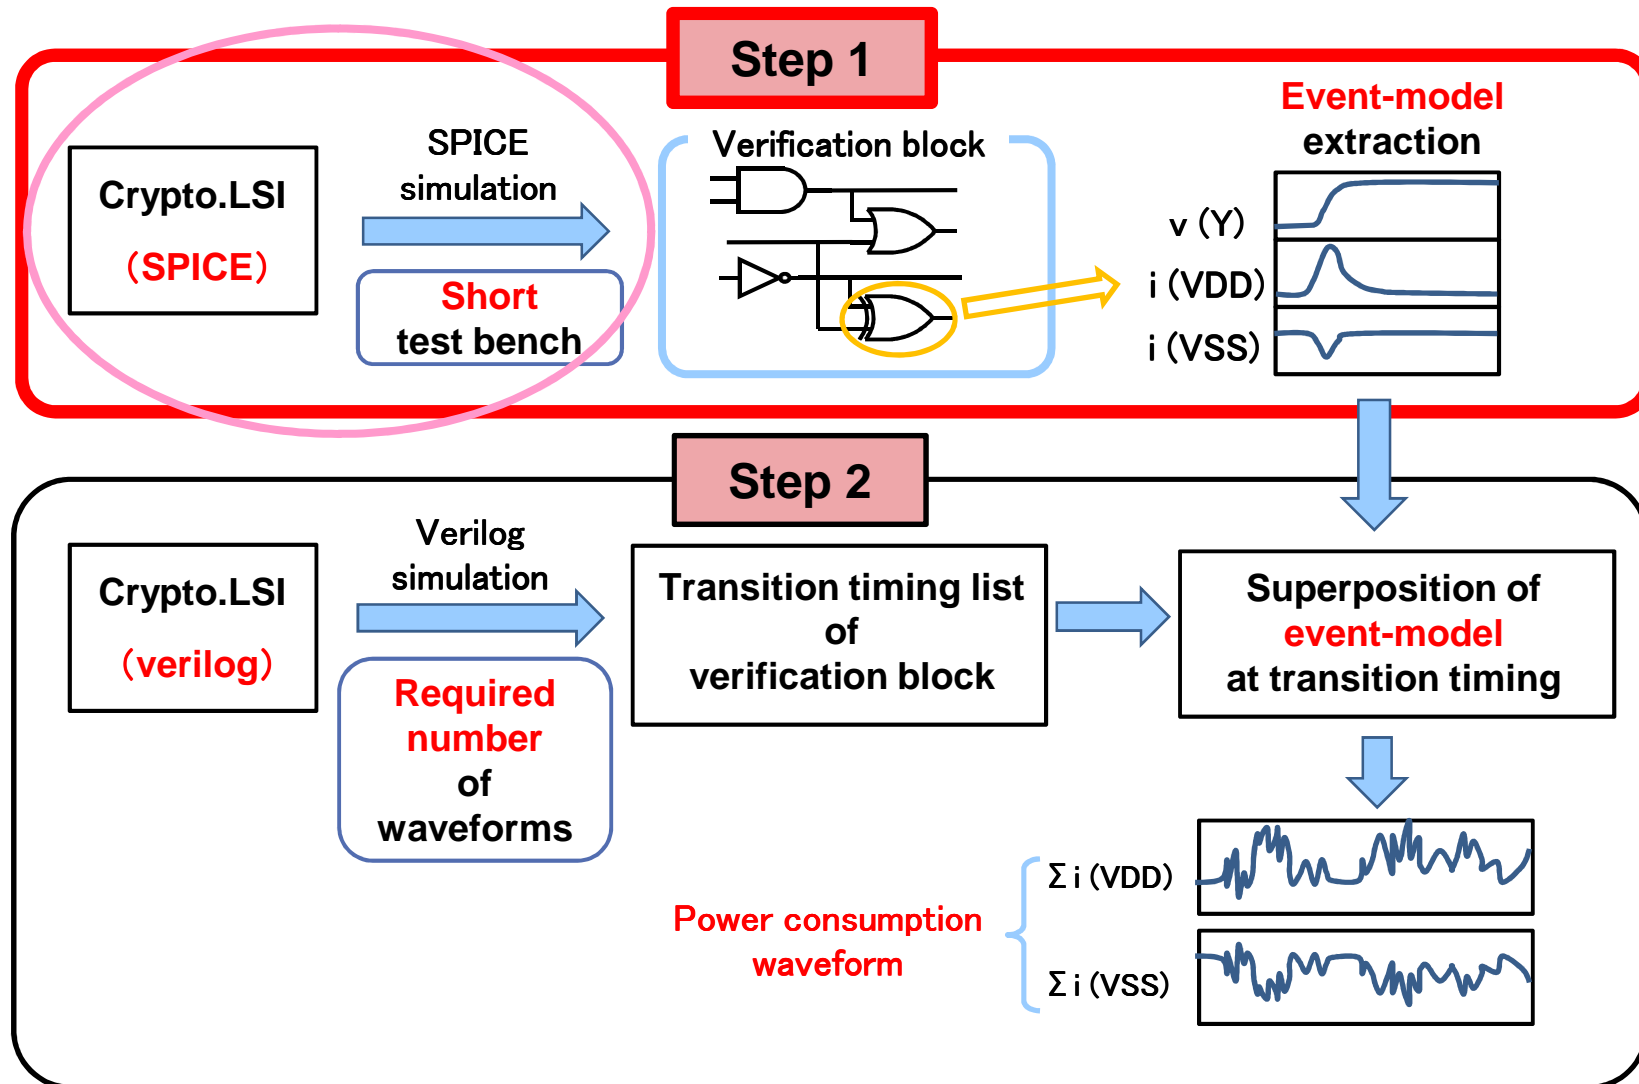 Step 1
Crypto.LSI
（SPICE）
SPICE
simulation
Short
test bench
Verification block
Event-model
extraction
v (Y)
i (VDD)
i (VSS)
Step 2
Crypto.LSI
（verilog）
Verilog
simulation
Required
number
of
waveforms
Transition timing list
of
verification block
Superposition of
event-model
at transition timing
Power consumption
waveform
Σ i (VDD)
Σ i (VSS)